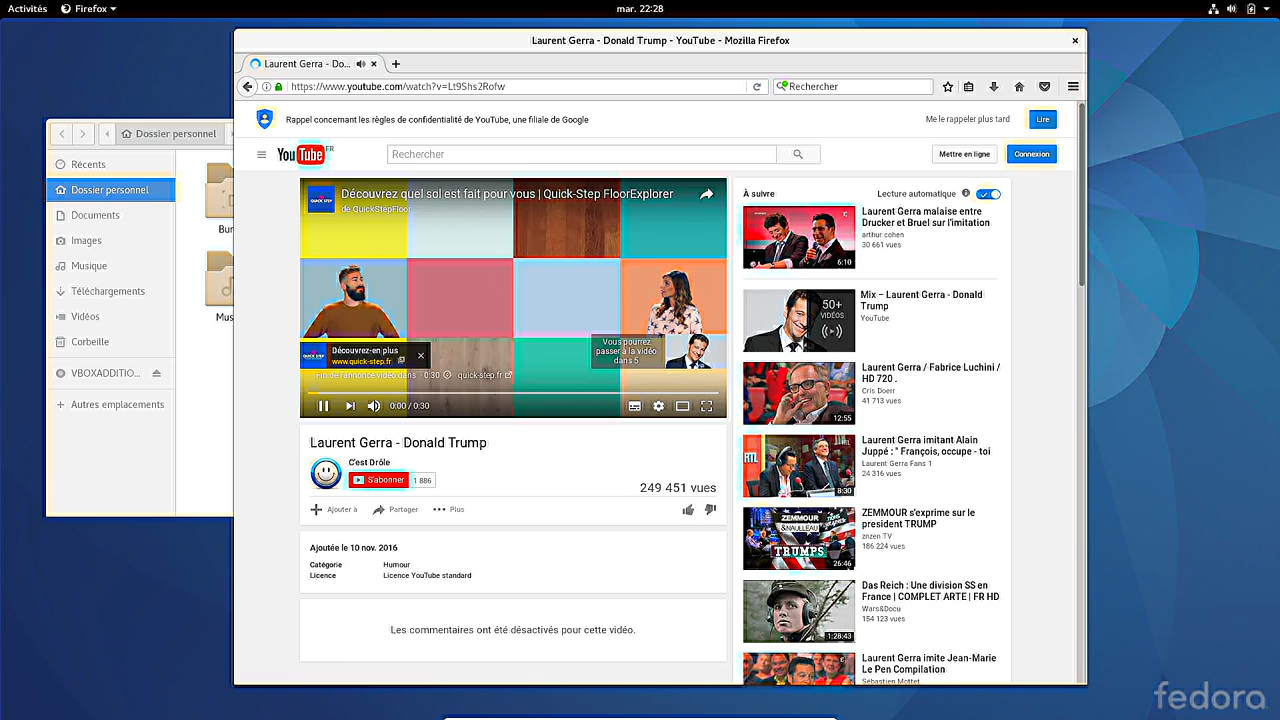 Activités
Firefox
mar. 22:28
Laurent Gerra - Donald Trump - YouTube - Mozilla Firefox
Laurent Gerra - Do...
https://www.youtube.com/watch?v=Lt9Shs2Rofw
Rechercher
Rappel concernant les règles de confidentialité de YouTube, une filiale de Google
Me le rappeler plus tard
Lire
YouTube FR
Rechercher
Mettre en ligne
Connexion
Dossier personnel
Récents
Dossier personnel
Documents
Images
Musique
Téléchargements
Vidéos
Corbeille
VBOXADDITIO...
Autres emplacements
Bur
Mus
QUICK-STEP
Découvrez quel sol est fait pour vous | Quick-Step FloorExplorer
de QuickStepFloor
QUICK-STEP
Découvrez-en plus
www.quick-step.fr
Vous pourrez
passer à la vidéo
dans 5
Fin de l'annonce vidéo dans - 0:30
quick-step.fr
0:00 / 0:30
Laurent Gerra - Donald Trump
C'est Drôle
S'abonner
1 886
249 451 vues
Ajouter à
Partager
Plus
Ajoutée le 10 nov. 2016
Catégorie
Humour
Licence
Licence YouTube standard
Les commentaires ont été désactivés pour cette vidéo.
À suivre
Lecture automatique
Laurent Gerra malaise entre
Drucker et Bruel sur l'imitation
arthur cohen
30 661 vues
6:10
50+
VIDÉOS
Mix – Laurent Gerra - Donald
Trump
YouTube
Laurent Gerra / Fabrice Luchini /
HD 720 .
Cris Doerr
41 713 vues
12:55
Laurent Gerra imitant Alain
Juppé : " François, occupe - toi
Laurent Gerra Fans 1
24 316 vues
RTL
8:30
ZEMMOUR s'exprime sur le
president TRUMP
znzen TV
186 224 vues
ZEMMOUR
&NAULLEAU
TRUMPS
26:46
Das Reich : Une division SS en
France | COMPLET ARTE | FR HD
Wars&Docu
154 123 vues
1:28:43
Laurent Gerra imite Jean-Marie
Le Pen Compilation
Sébastien Mottet
fedora